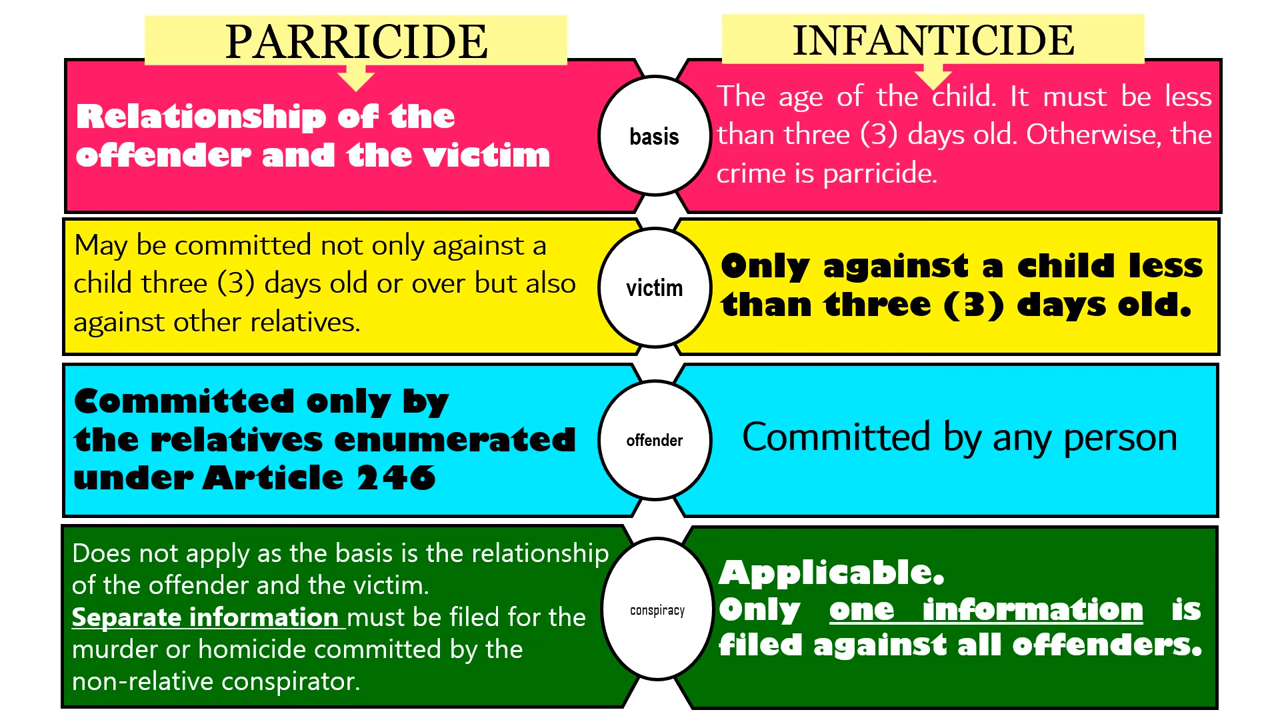 PARRICIDE
INFANTICIDE
Relationship of the
offender and the victim
basis
The age of the child. It must be less
than three (3) days old. Otherwise, the
crime is parricide.
May be committed not only against a
child three (3) days old or over but also
against other relatives.
victim
Only against a child less
than three (3) days old.
Committed only by
the relatives enumerated
under Article 246
offender
Committed by any person
Does not apply as the basis is the relationship
of the offender and the victim.
Separate information must be filed for the
murder or homicide committed by the
non-relative conspirator.
conspiracy
Applicable.
Only one information is
filed against all offenders.